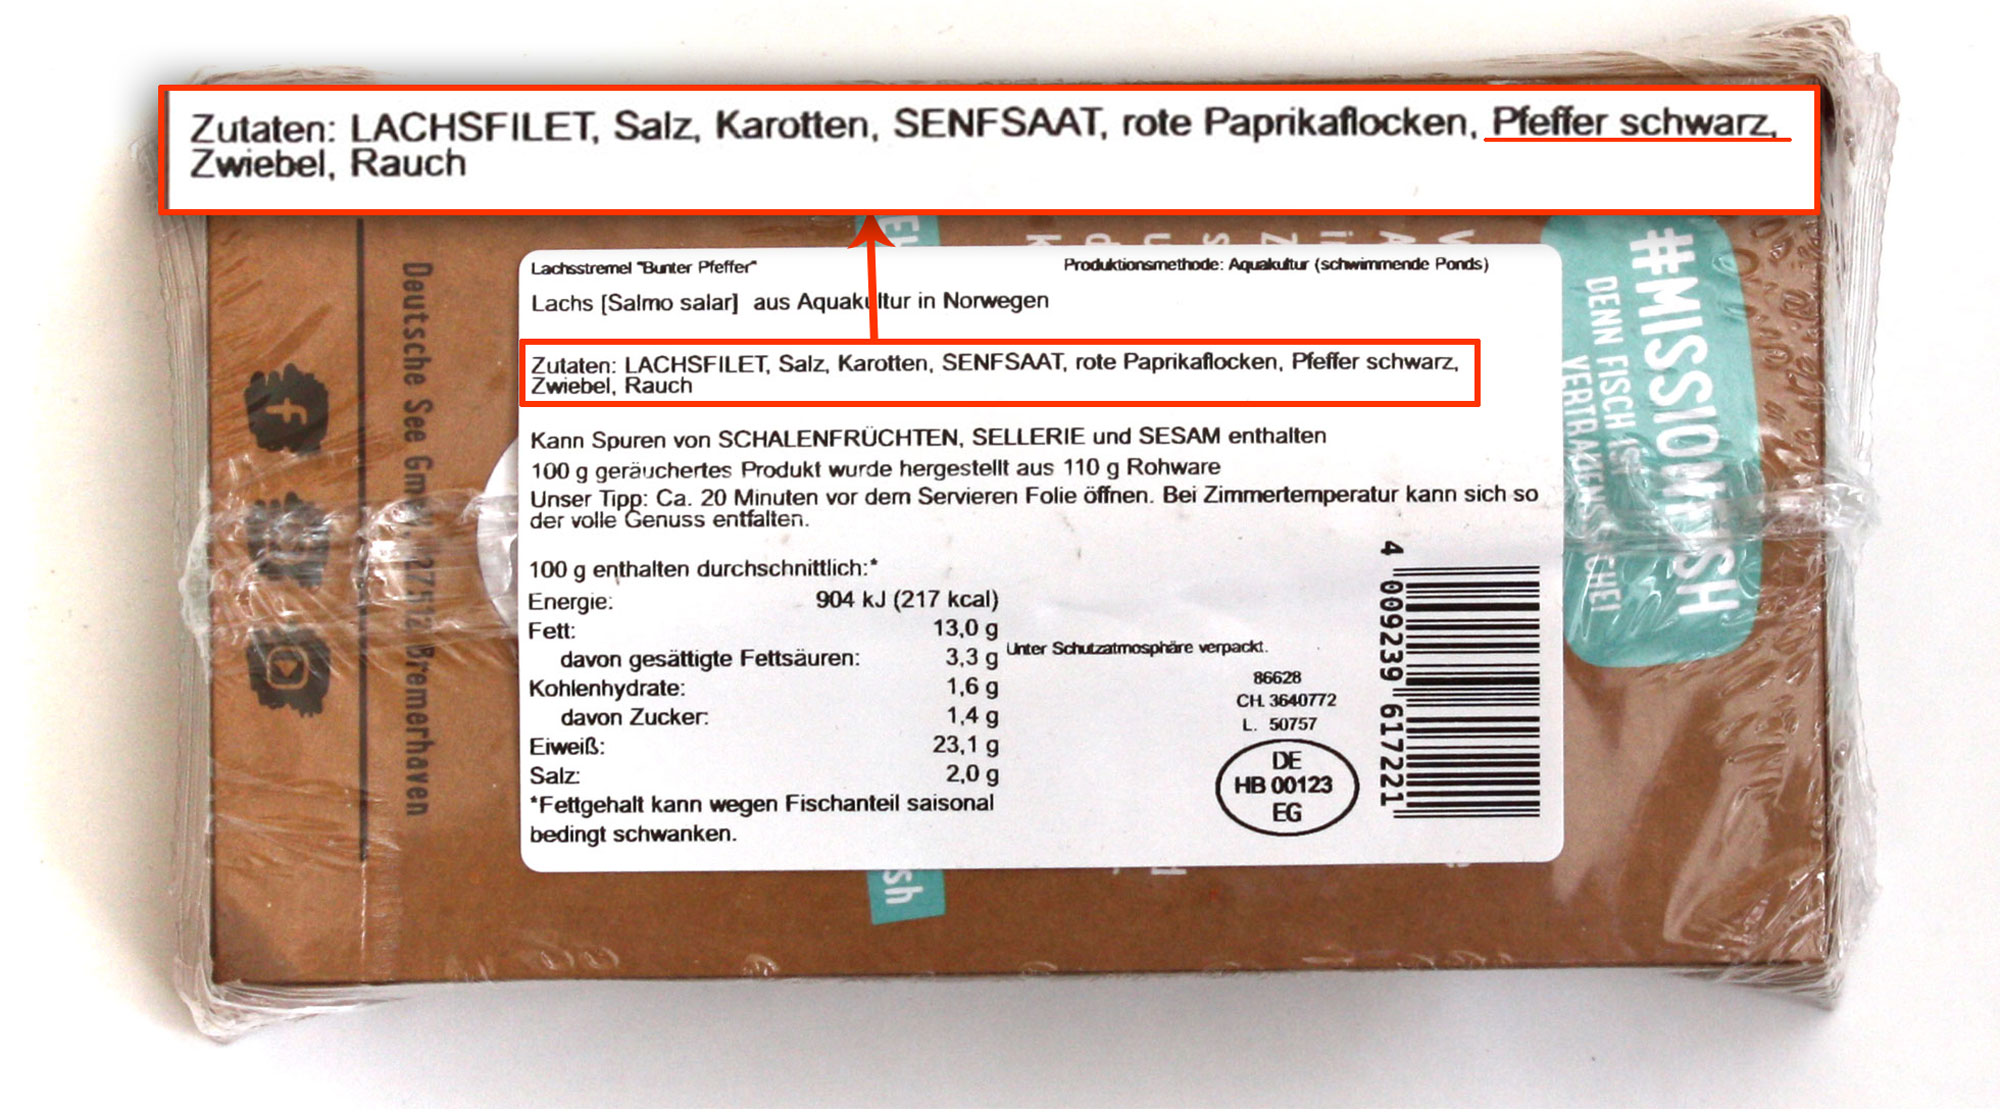 Zutaten: LACHSFILET, Salz, Karotten, SENFSAAT, rote Paprikaflocken, Pfeffer schwarz,
Zwiebel, Rauch
Lachsstremel "Bunter Pfeffer"
Produktionsmethode: Aquakultur (schwimmende Ponds)
Lachs [Salmo salar] aus Aquakultur in Norwegen
Zutaten: LACHSFILET, Salz, Karotten, SENFSAAT, rote Paprikaflocken, Pfeffer schwarz,
Zwiebel, Rauch
Kann Spuren von SCHALENFRÜCHTEN, SELLERIE und SESAM enthalten
100 g geräuchertes Produkt wurde hergestellt aus 110 g Rohware
Unser Tipp: Ca. 20 Minuten vor dem Servieren Folie öffnen. Bei Zimmertemperatur kann sich so
der volle Genuss entfalten.
100 g enthalten durchschnittlich:*
Energie: 904 kJ (217 kcal)
Fett: 13,0 g
davon gesättigte Fettsäuren: 3,3 g
Kohlenhydrate: 1,6 g
davon Zucker: 1,4 g
Eiweiß: 23,1 g
Salz: 2,0 g
*Fettgehalt kann wegen Fischanteil saisonal
bedingt schwanken.
Unter Schutzatmosphäre verpackt.
86628
CH. 3640772
L. 50757
DE
HB 00123
EG
4 009239 617221
Deutsche See GmbH, 27572 Bremerhaven
#MISSIONFISH
DENN FISCH IST
VERTRAUENSSACHE!
sh